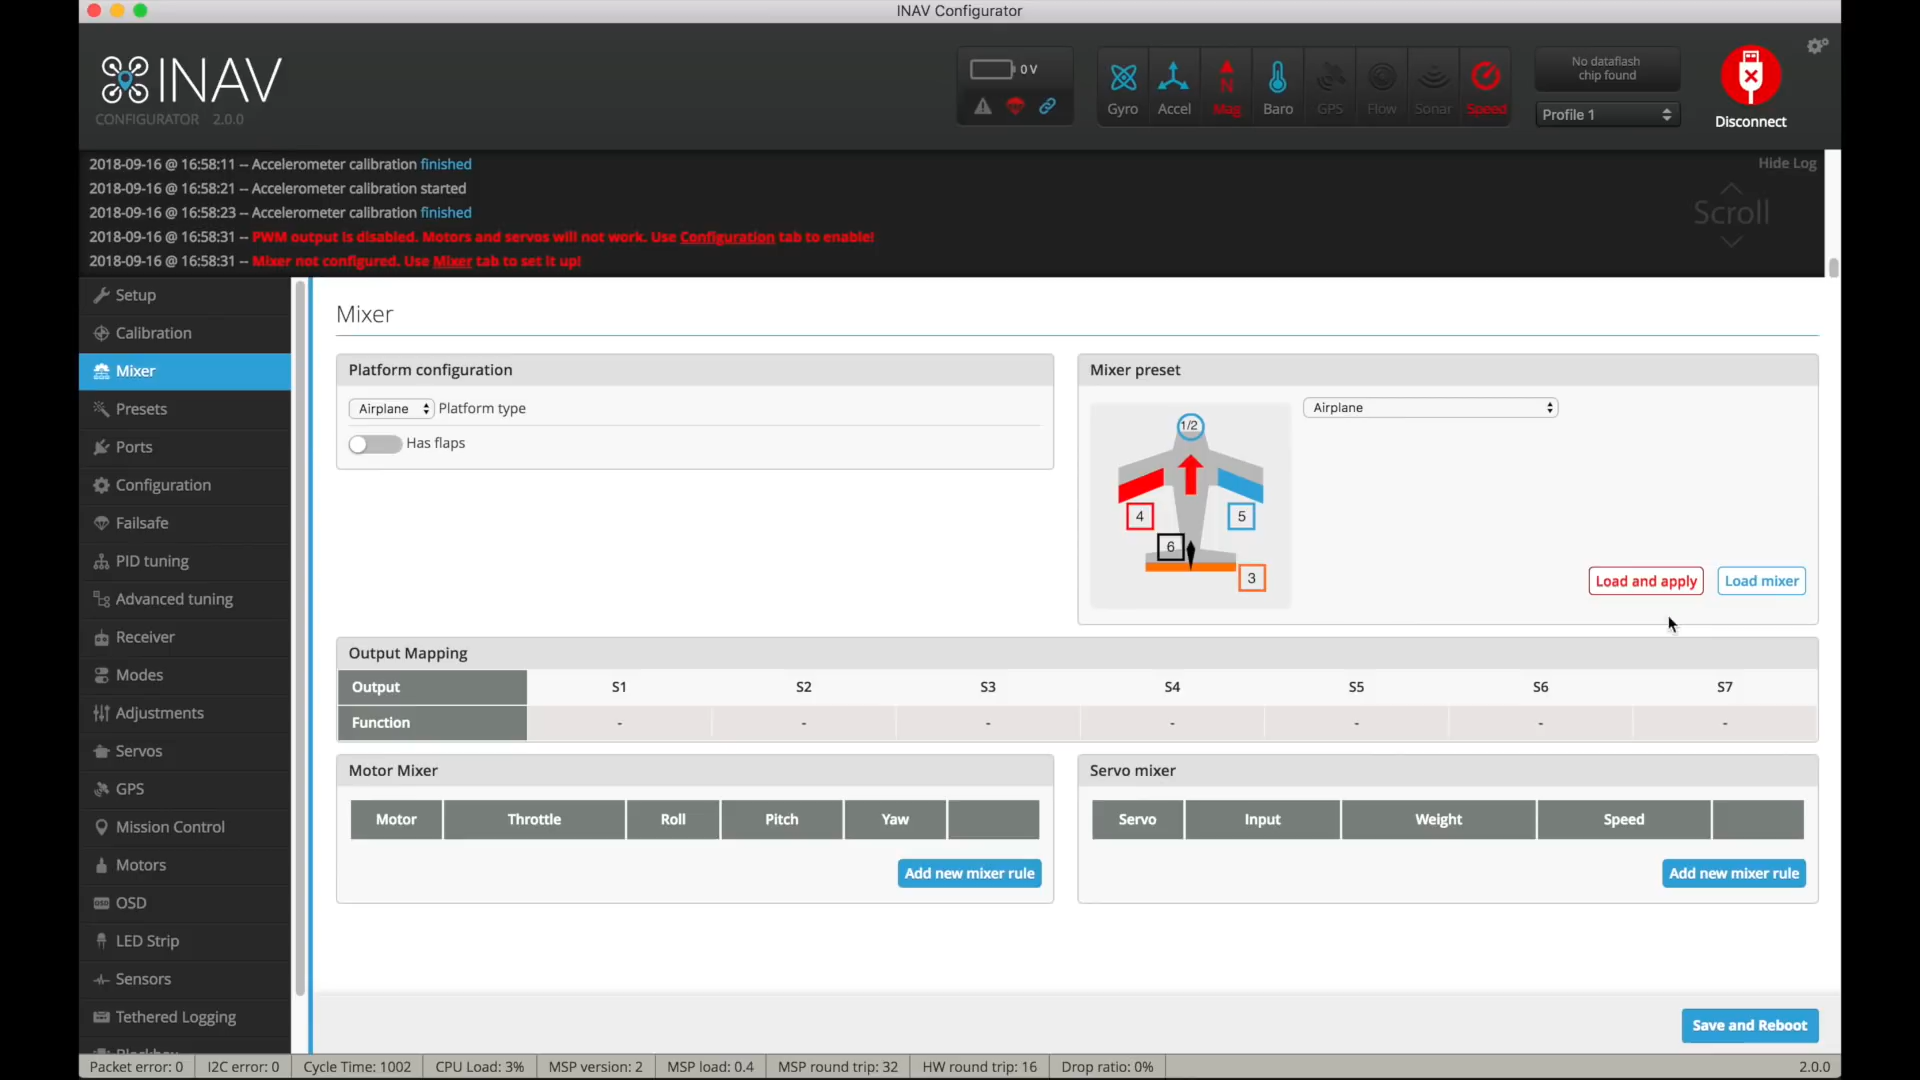 INAV Configurator
INAV
CONFIGURATOR 2.0.0
0 V
Gyro Accel Mag Baro GPS Flow Sonar Speed
No dataflash
chip found
Profile 1
Disconnect
2018-09-16 @ 16:58:11 -- Accelerometer calibration finished
2018-09-16 @ 16:58:21 -- Accelerometer calibration started
2018-09-16 @ 16:58:23 -- Accelerometer calibration finished
2018-09-16 @ 16:58:31 -- PWM output is disabled. Motors and servos will not work. Use Configuration tab to enable!
2018-09-16 @ 16:58:31 -- Mixer not configured. Use Mixer tab to set it up!
Hide Log
Scroll
Setup
Calibration
Mixer
Presets
Ports
Configuration
Failsafe
PID tuning
Advanced tuning
Receiver
Modes
Adjustments
Servos
GPS
Mission Control
Motors
OSD
LED Strip
Sensors
Tethered Logging
Mixer
Platform configuration
Airplane Platform type
Has flaps
Mixer preset
Airplane
1/2
4
5
6
3
Load and apply Load mixer
Output Mapping
Output S1 S2 S3 S4 S5 S6 S7
Function - - - - - - -
Motor Mixer
Motor Throttle Roll Pitch Yaw
Add new mixer rule
Servo mixer
Servo Input Weight Speed
Add new mixer rule
Save and Reboot
Packet error: 0 I2C error: 0 Cycle Time: 1002 CPU Load: 3% MSP version: 2 MSP load: 0.4 MSP round trip: 32 HW round trip: 16 Drop ratio: 0% 2.0.0